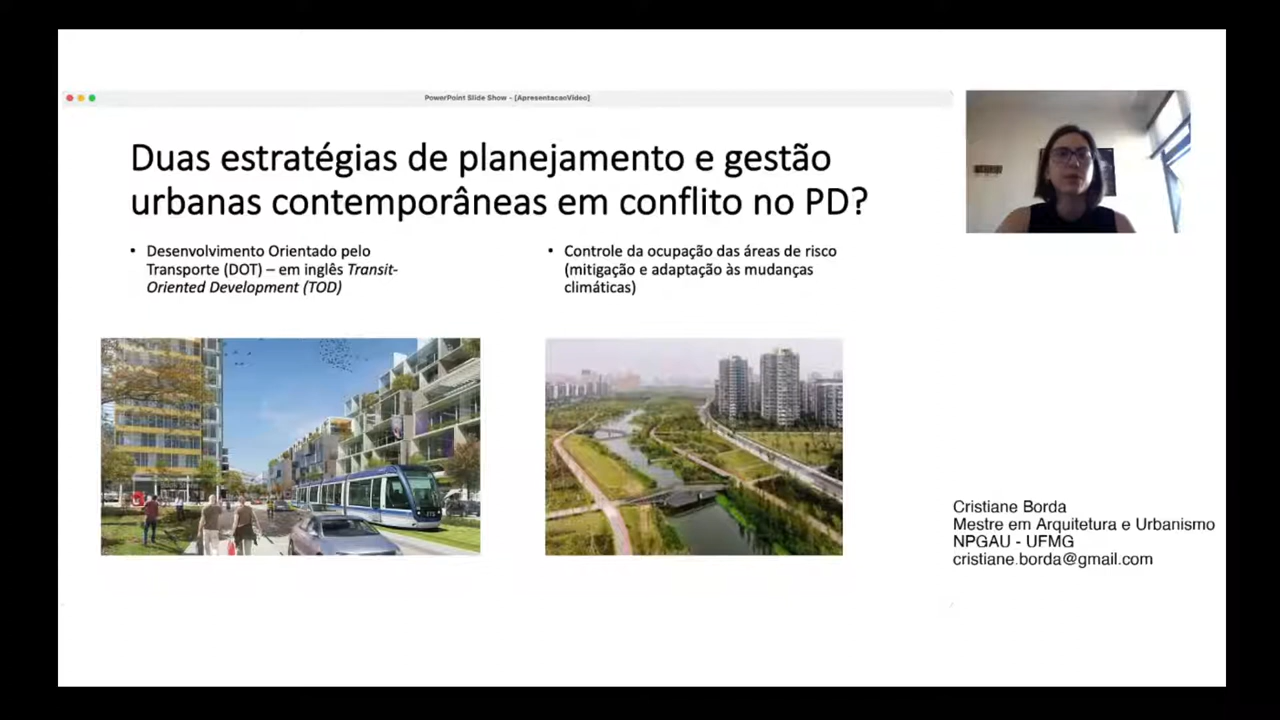 PowerPoint Slide Show - [ApresentacanVideo]
Duas estratégias de planejamento e gestão
urbanas contemporâneas em conflito no PD?
• Desenvolvimento Orientado pelo
Transporte (DOT) – em inglês Transit-
Oriented Development (TOD)
• Controle da ocupação das áreas de risco
(mitigação e adaptação às mudanças
climáticas)
Cristiane Borda
Mestre em Arquitetura e Urbanismo
NPGAU - UFMG
cristiane.borda@gmail.com